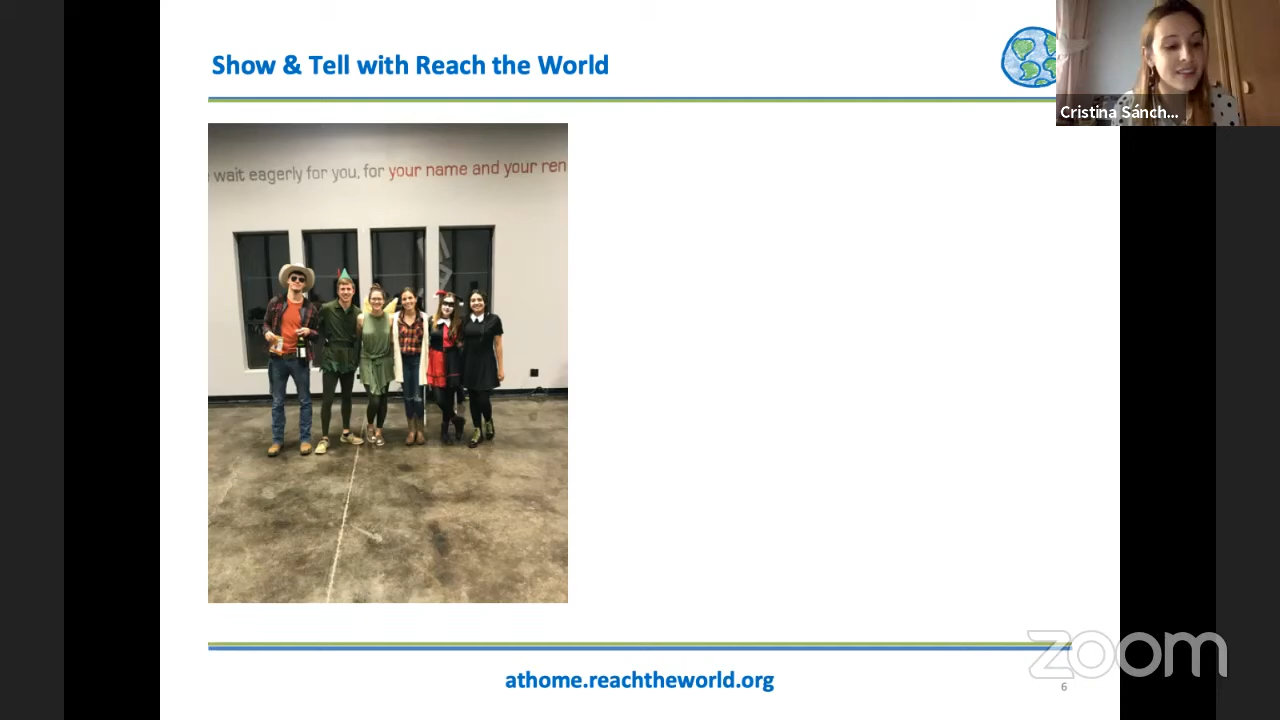 Show & Tell with Reach the World
Cristina Sánch...
wait eagerly for you, for your name and your ren
athome.reachtheworld.org
zoom
6